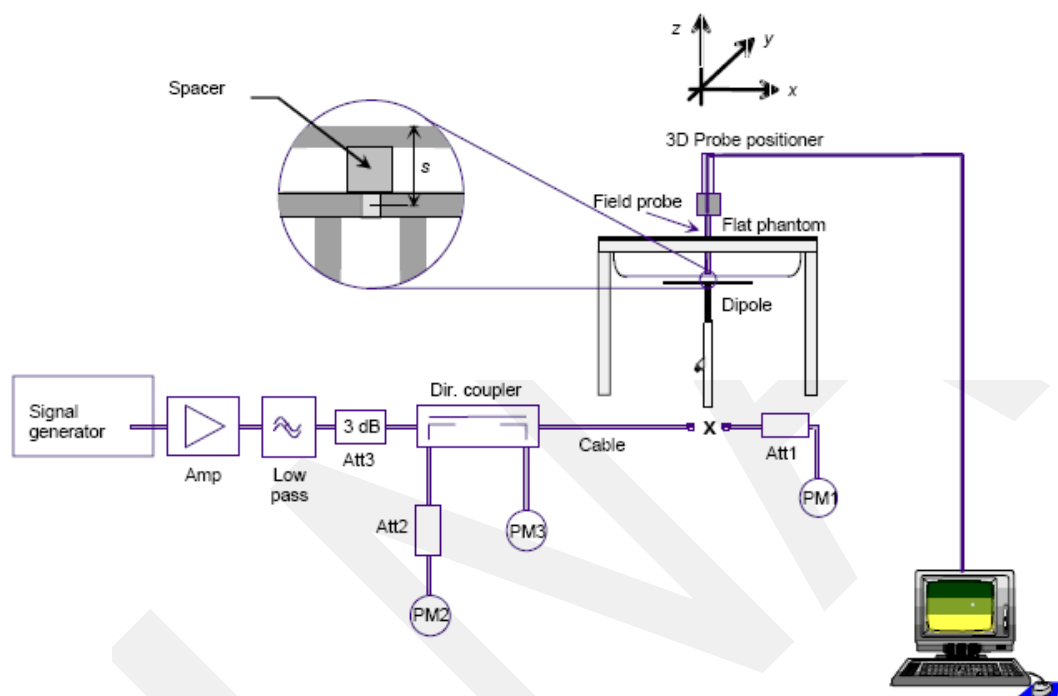 z
y
x
Spacer
s
3D Probe positioner
Field probe
Flat phantom
Dipole
Signal
generator
Amp
Low
pass
3 dB
Att3
Dir. coupler
Cable
X
Att1
PM1
Att2
PM3
PM2